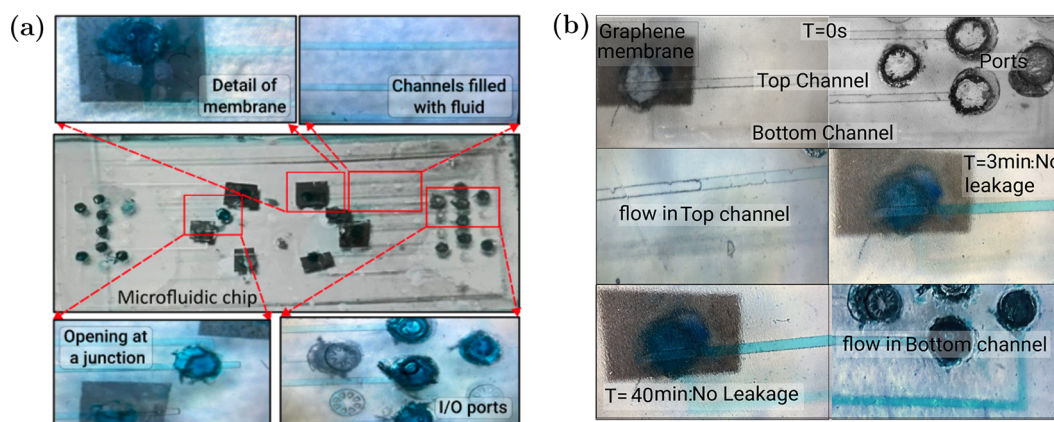 (a)
Detail of
membrane
Channels filled
with fluid
Microfluidic chip
Opening at
a junction
I/O ports
(b)
Graphene
membrane
T=0s
Ports
Top Channel
Bottom Channel
flow in Top channel
T=3min:No
leakage
T= 40min:No Leakage
flow in Bottom channel